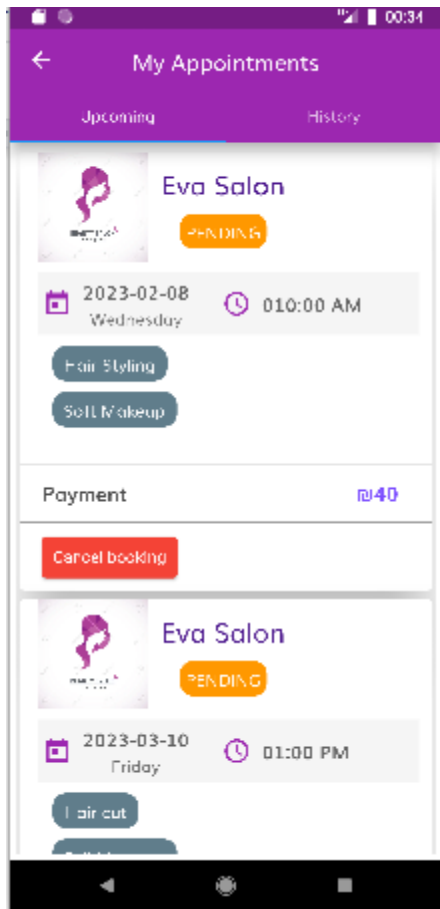 00:34
My Appointments
Upcoming History
Eva Salon
PENDING
2023-02-08
Wednesday
010:00 AM
Hair Styling
Soft Makeup
Payment ₪40
Cancel booking
Eva Salon
PENDING
2023-03-10
Friday
01:00 PM
Hair cut